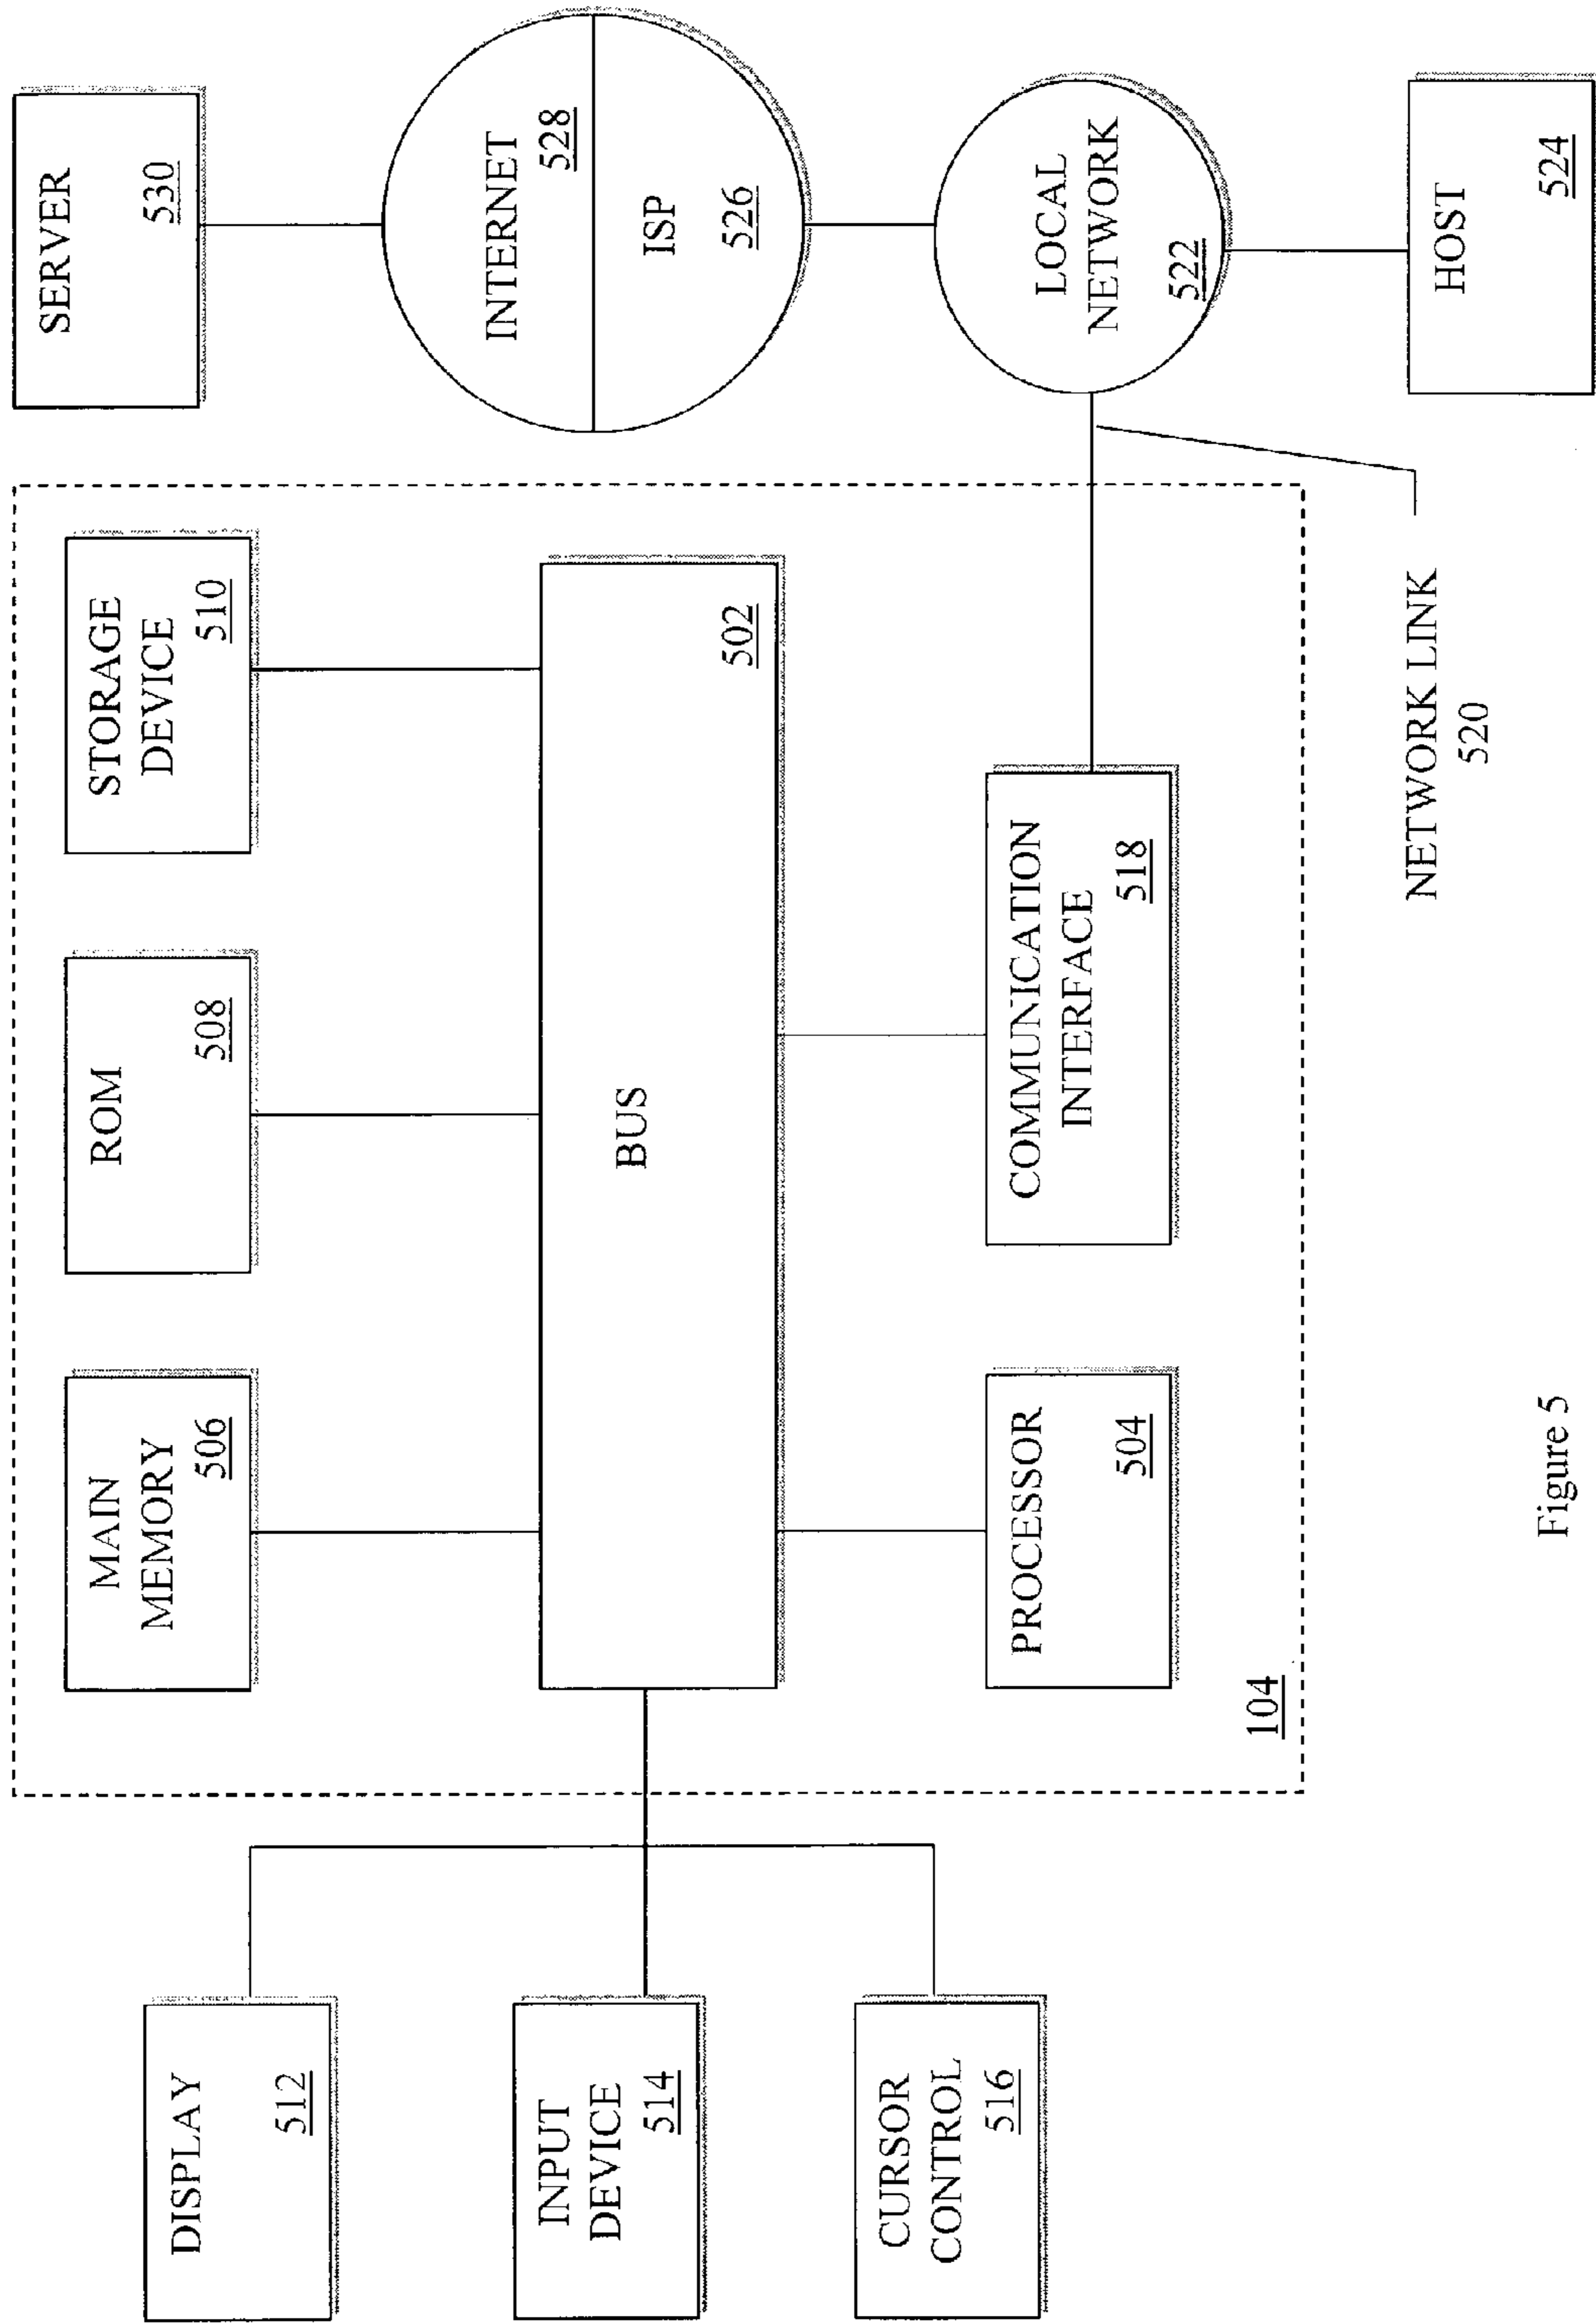 DISPLAY
512
INPUT
DEVICE
514
CURSOR
CONTROL
516
MAIN
MEMORY
506
ROM
508
STORAGE
DEVICE
510
BUS
502
PROCESSOR
504
COMMUNICATION
INTERFACE
518
104
SERVER
530
INTERNET
528
ISP
526
LOCAL
NETWORK
522
HOST
524
NETWORK LINK
520
Figure 5